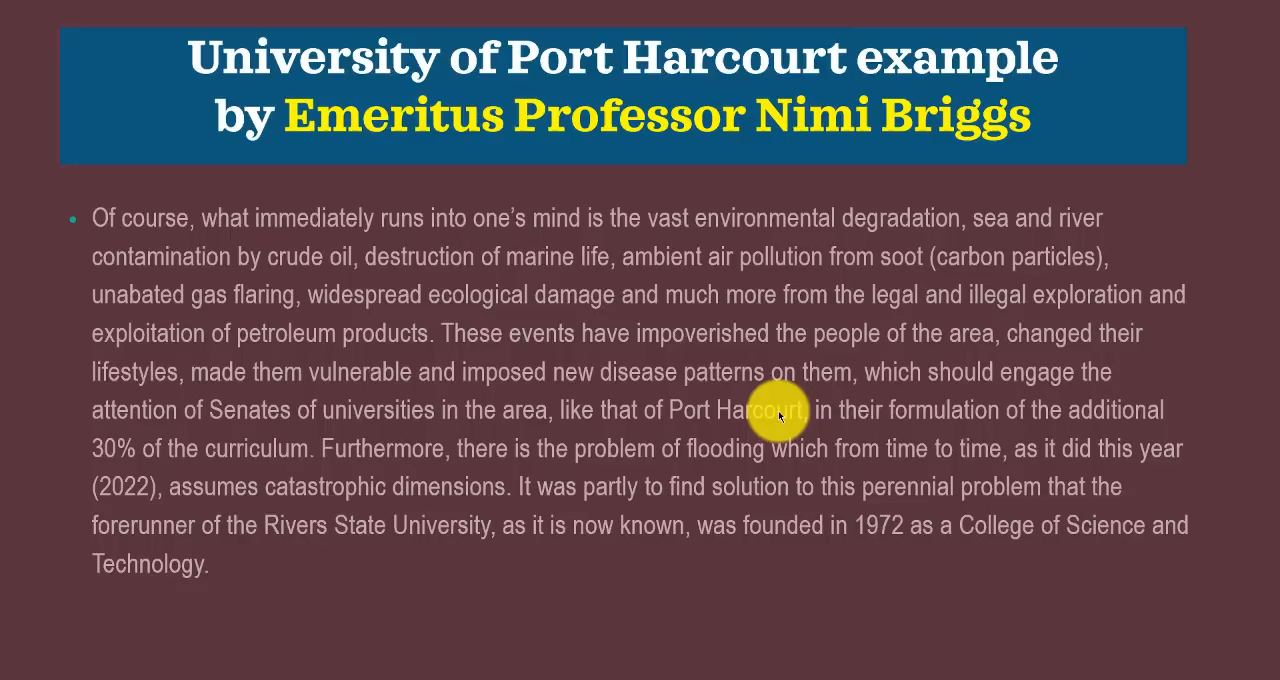 University of Port Harcourt example
by Emeritus Professor Nimi Briggs
• Of course, what immediately runs into one’s mind is the vast environmental degradation, sea and river
contamination by crude oil, destruction of marine life, ambient air pollution from soot (carbon particles),
unabated gas flaring, widespread ecological damage and much more from the legal and illegal exploration and
exploitation of petroleum products. These events have impoverished the people of the area, changed their
lifestyles, made them vulnerable and imposed new disease patterns on them, which should engage the
attention of Senates of universities in the area, like that of Port Harcourt, in their formulation of the additional
30% of the curriculum. Furthermore, there is the problem of flooding which from time to time, as it did this year
(2022), assumes catastrophic dimensions. It was partly to find solution to this perennial problem that the
forerunner of the Rivers State University, as it is now known, was founded in 1972 as a College of Science and
Technology.